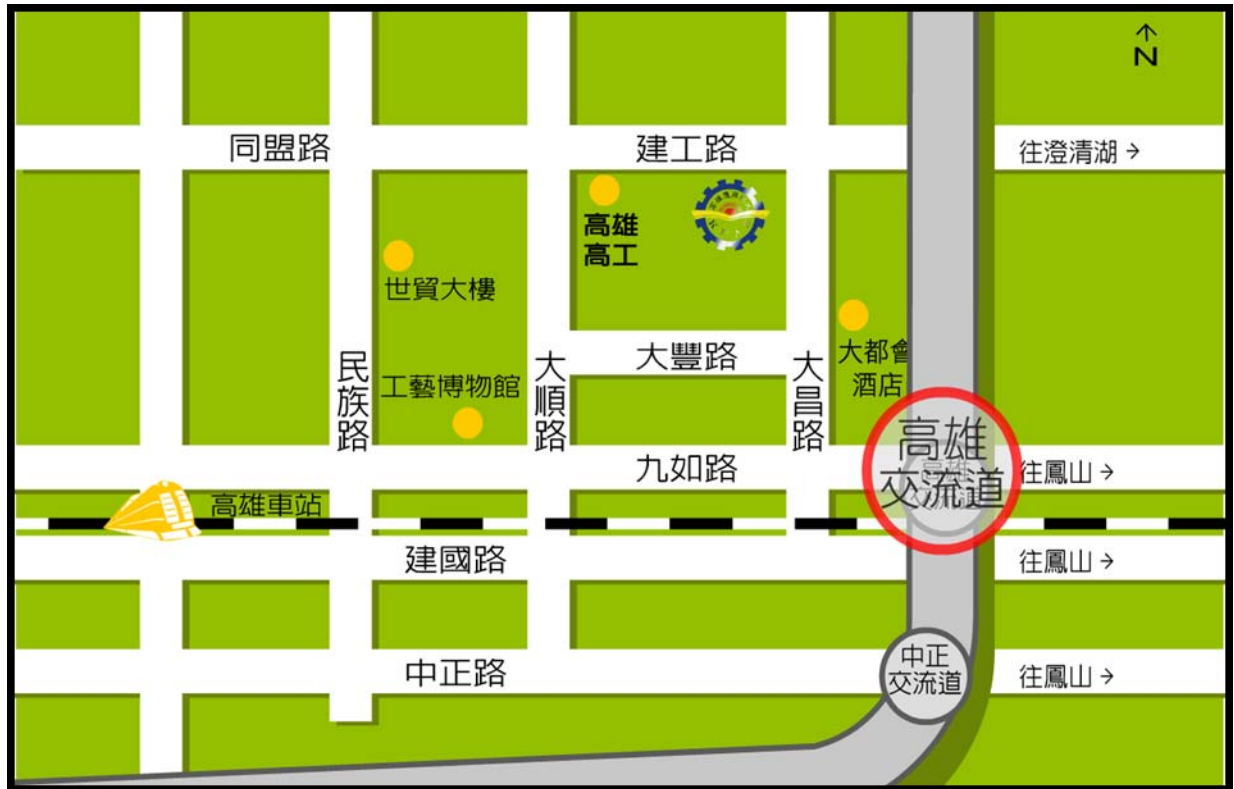 N
同盟路
建工路
往澄清湖→
高雄
高工
世貿大樓
大豐路
大都會
酒店
民族路
工藝博物館
大順路
大昌路
高雄
交流道
九如路
往鳳山→
高雄車站
建國路
往鳳山→
中正路
中正
交流道
往鳳山→